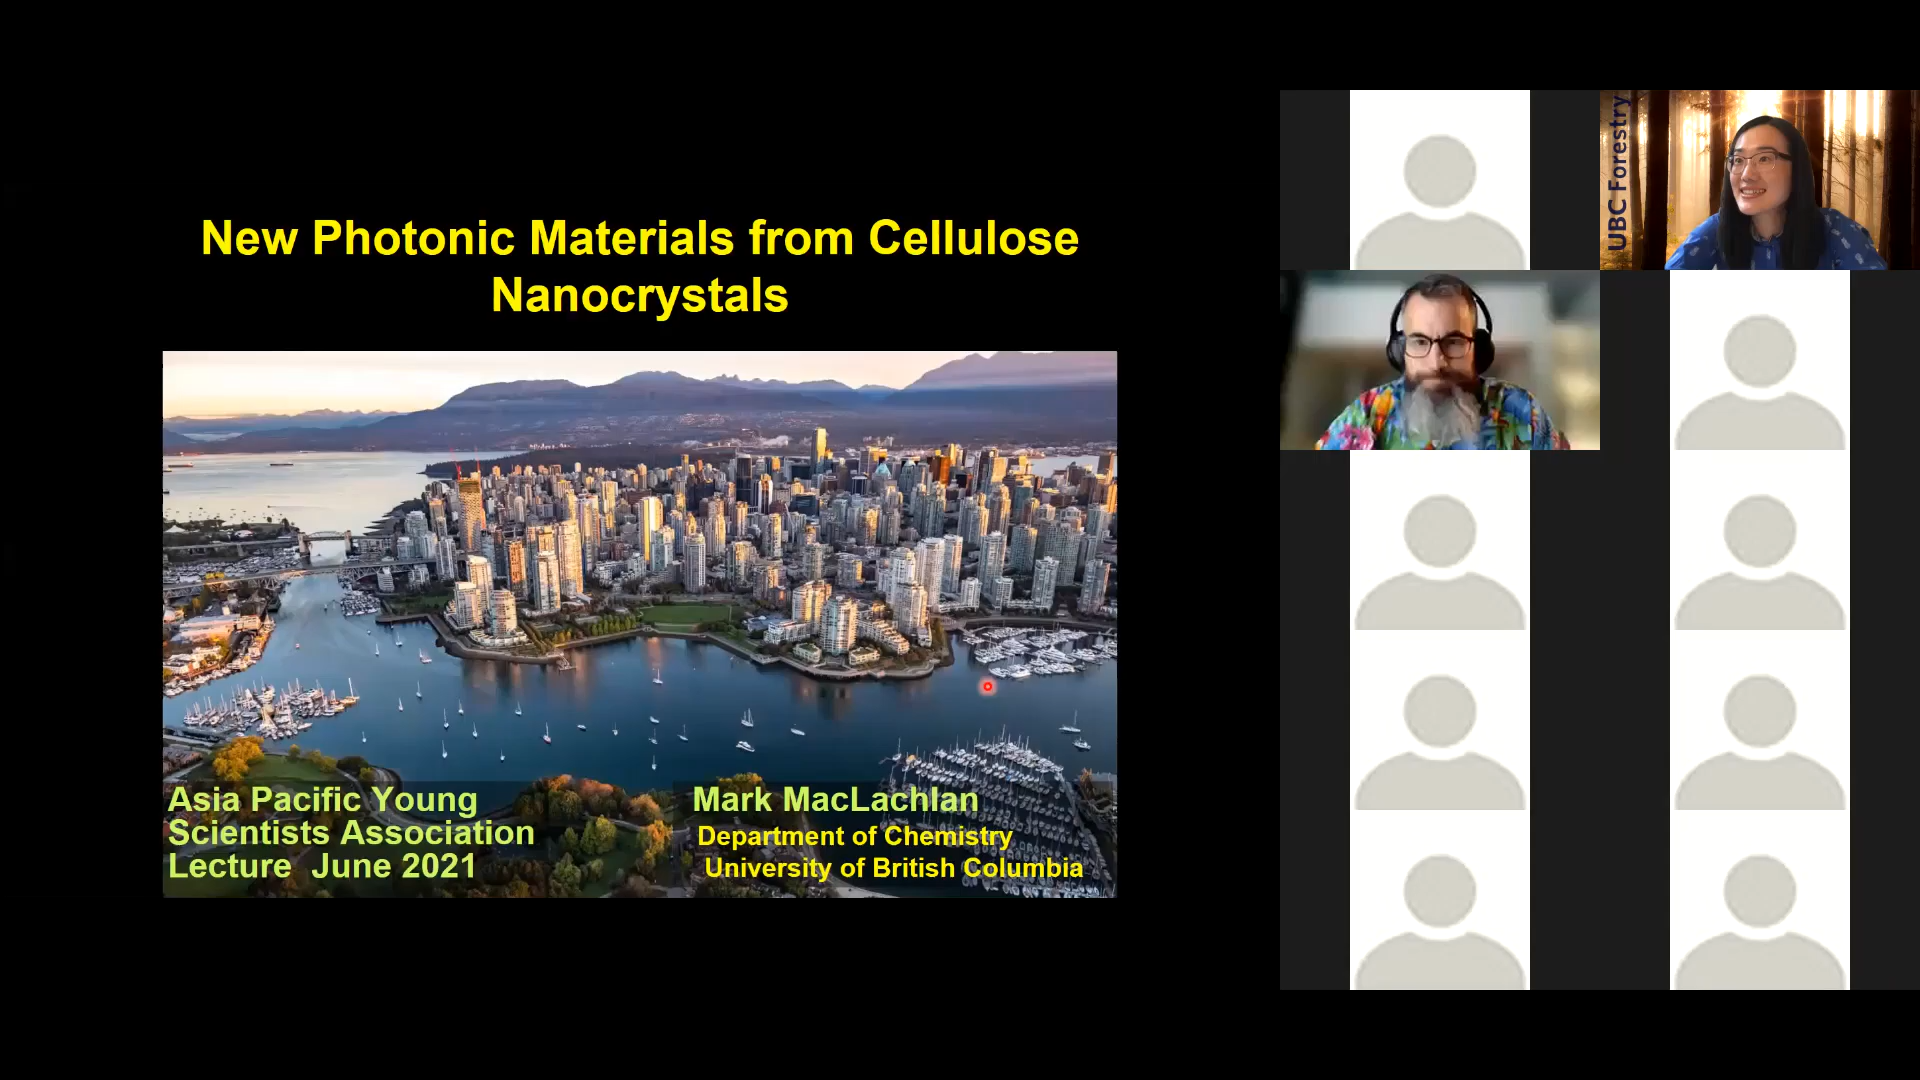 New Photonic Materials from Cellulose
Nanocrystals
Asia Pacific Young
Scientists Association
Lecture June 2021
Mark MacLachlan
Department of Chemistry
University of British Columbia
UBC Forestry